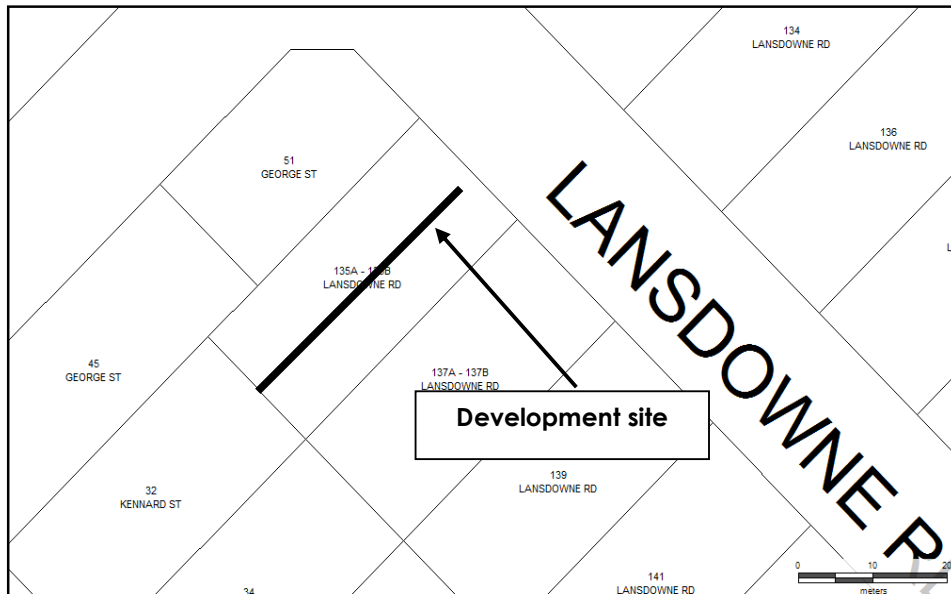 134
LANSDOWNE RD
136
LANSDOWNE RD
51
GEORGE ST
LANSDOWNE R
135A - 135B
LANSDOWNE RD
45
GEORGE ST
137A - 137B
LANSDOWNE RD
Development site
139
LANSDOWNE RD
32
KENNARD ST
141
LANSDOWNE RD
34
0 10 20
meters